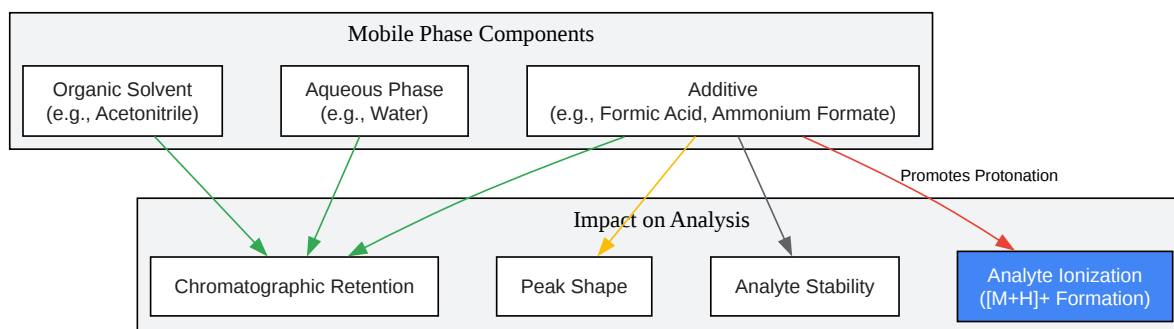 Mobile Phase Components
Organic Solvent
(e.g., Acetonitrile)
Aqueous Phase
(e.g., Water)
Additive
(e.g., Formic Acid, Ammonium Formate)
Promotes Protonation
Impact on Analysis
Chromatographic Retention
Peak Shape
Analyte Stability
Analyte Ionization
([M+H]+ Formation)